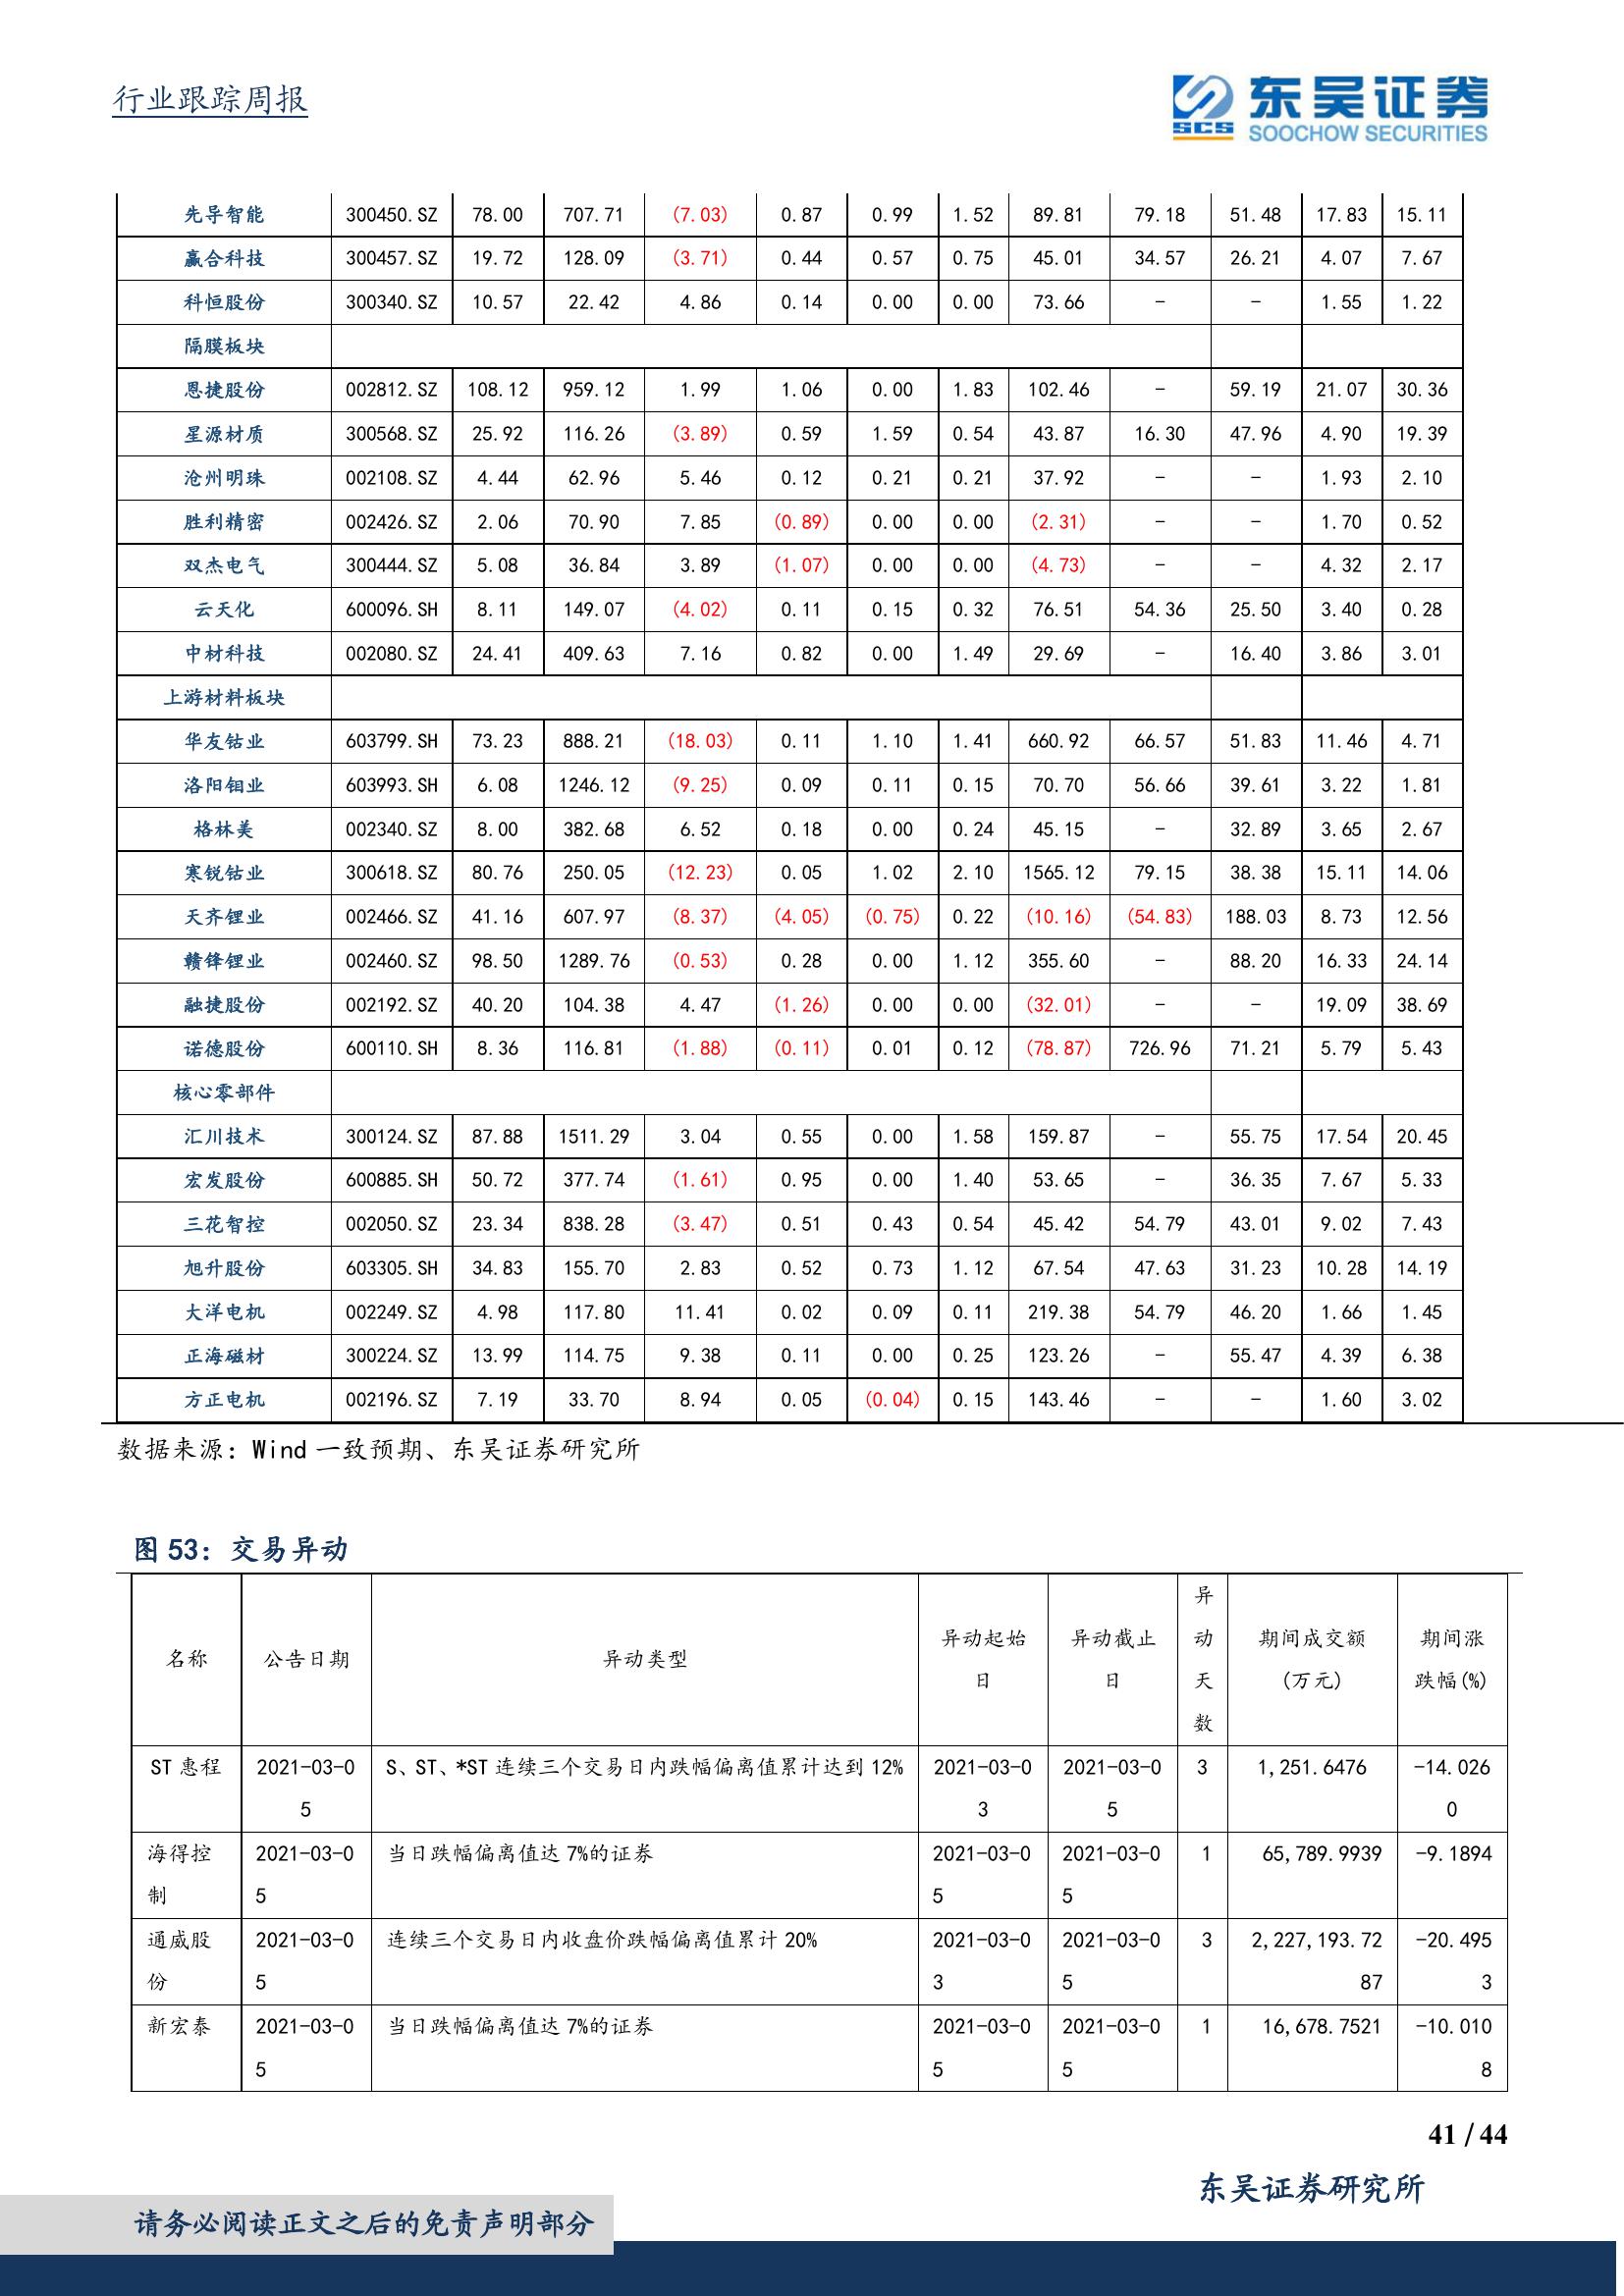 行业跟踪周报
SCS 东吴证券
SOOCHOW SECURITIES
先导智能 300450.SZ 78.00 707.71 (7.03) 0.87 0.99 1.52 89.81 79.18 51.48 17.83 15.11
赢合科技 300457.SZ 19.72 128.09 (3.71) 0.44 0.57 0.75 45.01 34.57 26.21 4.07 7.67
科恒股份 300340.SZ 10.57 22.42 4.86 0.14 0.00 0.00 73.66 - - 1.55 1.22
隔膜板块
恩捷股份 002812.SZ 108.12 959.12 1.99 1.06 0.00 1.83 102.46 - 59.19 21.07 30.36
星源材质 300568.SZ 25.92 116.26 (3.89) 0.59 1.59 0.54 43.87 16.30 47.96 4.90 19.39
沧州明珠 002108.SZ 4.44 62.96 5.46 0.12 0.21 0.21 37.92 - - 1.93 2.10
胜利精密 002426.SZ 2.06 70.90 7.85 (0.89) 0.00 0.00 (2.31) - - 1.70 0.52
双杰电气 300444.SZ 5.08 36.84 3.89 (1.07) 0.00 0.00 (4.73) - - 4.32 2.17
云天化 600096.SH 8.11 149.07 (4.02) 0.11 0.15 0.32 76.51 54.36 25.50 3.40 0.28
中材科技 002080.SZ 24.41 409.63 7.16 0.82 0.00 1.49 29.69 - 16.40 3.86 3.01
上游材料板块
华友钴业 603799.SH 73.23 888.21 (18.03) 0.11 1.10 1.41 660.92 66.57 51.83 11.46 4.71
洛阳钼业 603993.SH 6.08 1246.12 (9.25) 0.09 0.11 0.15 70.70 56.66 39.61 3.22 1.81
格林美 002340.SZ 8.00 382.68 6.52 0.18 0.00 0.24 45.15 - 32.89 3.65 2.67
寒锐钴业 300618.SZ 80.76 250.05 (12.23) 0.05 1.02 2.10 1565.12 79.15 38.38 15.11 14.06
天齐锂业 002466.SZ 41.16 607.97 (8.37) (4.05) (0.75) 0.22 (10.16) (54.83) 188.03 8.73 12.56
赣锋锂业 002460.SZ 98.50 1289.76 (0.53) 0.28 0.00 1.12 355.60 - 88.20 16.33 24.14
融捷股份 002192.SZ 40.20 104.38 4.47 (1.26) 0.00 0.00 (32.01) - - 19.09 38.69
诺德股份 600110.SH 8.36 116.81 (1.88) (0.11) 0.01 0.12 (78.87) 726.96 71.21 5.79 5.43
核心零部件
汇川技术 300124.SZ 87.88 1511.29 3.04 0.55 0.00 1.58 159.87 - 55.75 17.54 20.45
宏发股份 600885.SH 50.72 377.74 (1.61) 0.95 0.00 1.40 53.65 - 36.35 7.67 5.33
三花智控 002050.SZ 23.34 838.28 (3.47) 0.51 0.43 0.54 45.42 54.79 43.01 9.02 7.43
旭升股份 603305.SH 34.83 155.70 2.83 0.52 0.73 1.12 67.54 47.63 31.23 10.28 14.19
大洋电机 002249.SZ 4.98 117.80 11.41 0.02 0.09 0.11 219.38 54.79 46.20 1.66 1.45
正海磁材 300224.SZ 13.99 114.75 9.38 0.11 0.00 0.25 123.26 - 55.47 4.39 6.38
方正电机 002196.SZ 7.19 33.70 8.94 0.05 (0.04) 0.15 143.46 - - 1.60 3.02
数据来源：Wind 一致预期、东吴证券研究所
图 53：交易异动
异
异动起始 异动截止 动 期间成交额 期间涨
名称 公告日期 异动类型
日 日 天 (万元) 跌幅(%)
数
ST 惠程 2021-03-0 S、ST、*ST 连续三个交易日内跌幅偏离值累计达到 12% 2021-03-0 2021-03-0 3 1,251.6476 -14.026
5 3 5 0
海得控 2021-03-0 当日跌幅偏离值达 7%的证券 2021-03-0 2021-03-0 1 65,789.9939 -9.1894
制 5 5 5
通威股 2021-03-0 连续三个交易日内收盘价跌幅偏离值累计 20% 2021-03-0 2021-03-0 3 2,227,193.72 -20.495
份 5 3 5 87 3
新宏泰 2021-03-0 当日跌幅偏离值达 7%的证券 2021-03-0 2021-03-0 1 16,678.7521 -10.010
5 5 5 8
41 / 44
东吴证券研究所
请务必阅读正文之后的免责声明部分